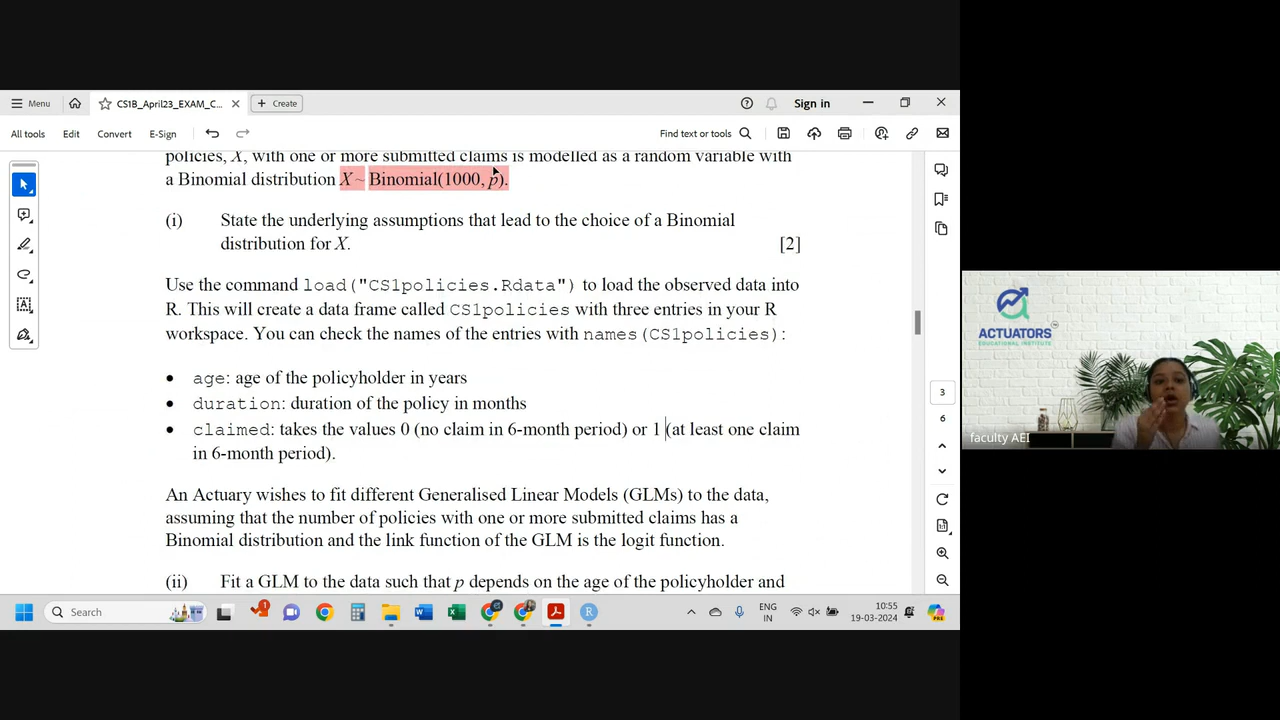 Menu
CS1B_April23_EXAM_C...
Create
Sign in
All tools
Edit
Convert
E-Sign
Find text or tools
policies, X, with one or more submitted claims is modelled as a random variable with
a Binomial distribution X ~ Binomial(1000, p).
(i) State the underlying assumptions that lead to the choice of a Binomial
distribution for X. [2]
Use the command load("CS1policies.Rdata") to load the observed data into
R. This will create a data frame called CS1policies with three entries in your R
workspace. You can check the names of the entries with names(CS1policies):
• age: age of the policyholder in years
• duration: duration of the policy in months
• claimed: takes the values 0 (no claim in 6-month period) or 1 (at least one claim
in 6-month period).
An Actuary wishes to fit different Generalised Linear Models (GLMs) to the data,
assuming that the number of policies with one or more submitted claims has a
Binomial distribution and the link function of the GLM is the logit function.
(ii) Fit a GLM to the data such that p depends on the age of the policyholder and
3
6
ACTUATORS
EDUCATIONAL INSTITUTE
faculty AEI
Search
ENG
IN
10:55
19-03-2024